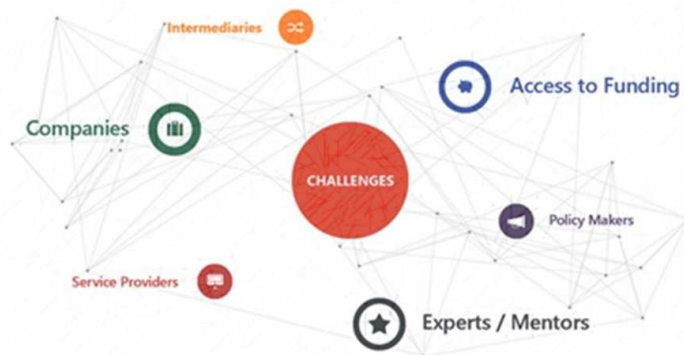 Intermediaries
Access to Funding
Companies
CHALLENGES
Policy Makers
Service Providers
Experts / Mentors